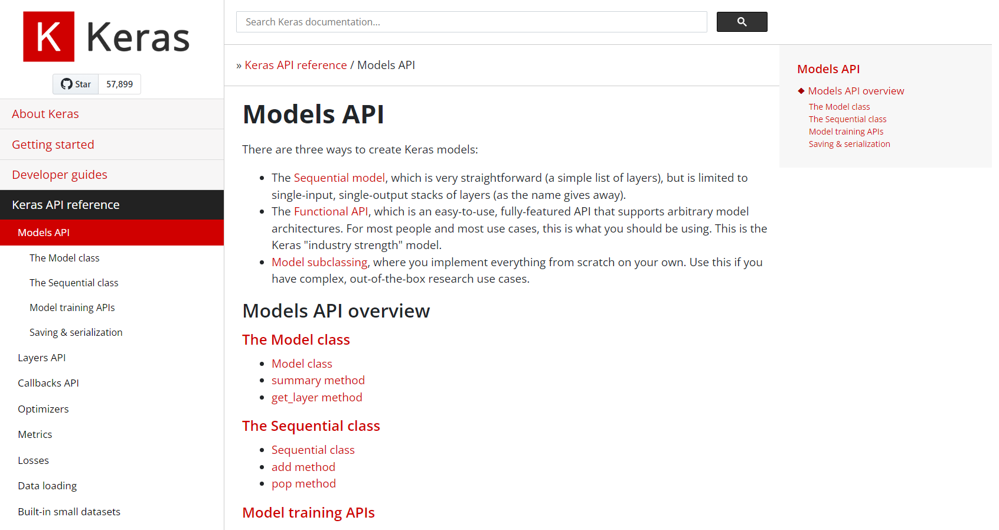 K Keras
Star 57,899
About Keras
Getting started
Developer guides
Keras API reference
Models API
The Model class
The Sequential class
Model training APIs
Saving & serialization
Layers API
Callbacks API
Optimizers
Metrics
Losses
Data loading
Built-in small datasets
Search Keras documentation...
» Keras API reference / Models API
Models API
There are three ways to create Keras models:
• The Sequential model, which is very straightforward (a simple list of layers), but is limited to
single-input, single-output stacks of layers (as the name gives away).
• The Functional API, which is an easy-to-use, fully-featured API that supports arbitrary model
architectures. For most people and most use cases, this is what you should be using. This is the
Keras "industry strength" model.
• Model subclassing, where you implement everything from scratch on your own. Use this if you
have complex, out-of-the-box research use cases.
Models API overview
The Model class
• Model class
• summary method
• get_layer method
The Sequential class
• Sequential class
• add method
• pop method
Model training APIs
Models API
◆ Models API overview
The Model class
The Sequential class
Model training APIs
Saving & serialization